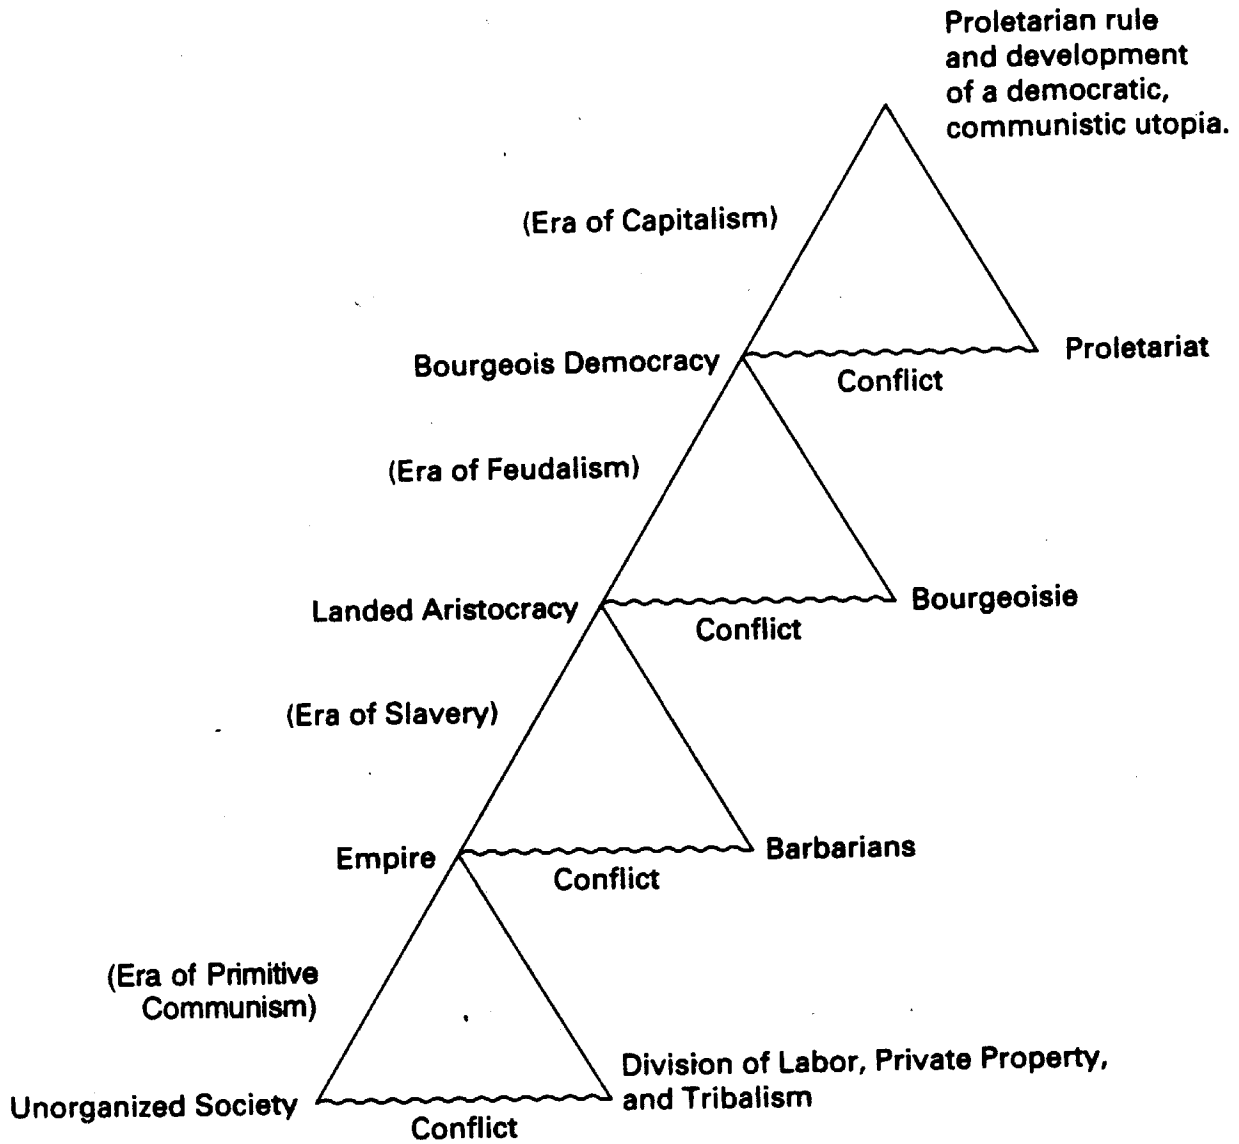 Proletarian rule
and development
of a democratic,
communistic utopia.
(Era of Capitalism)
Bourgeois Democracy
Proletariat
Conflict
(Era of Feudalism)
Landed Aristocracy
Bourgeoisie
Conflict
(Era of Slavery)
Empire
Barbarians
Conflict
(Era of Primitive
Communism)
Unorganized Society
Division of Labor, Private Property,
and Tribalism
Conflict